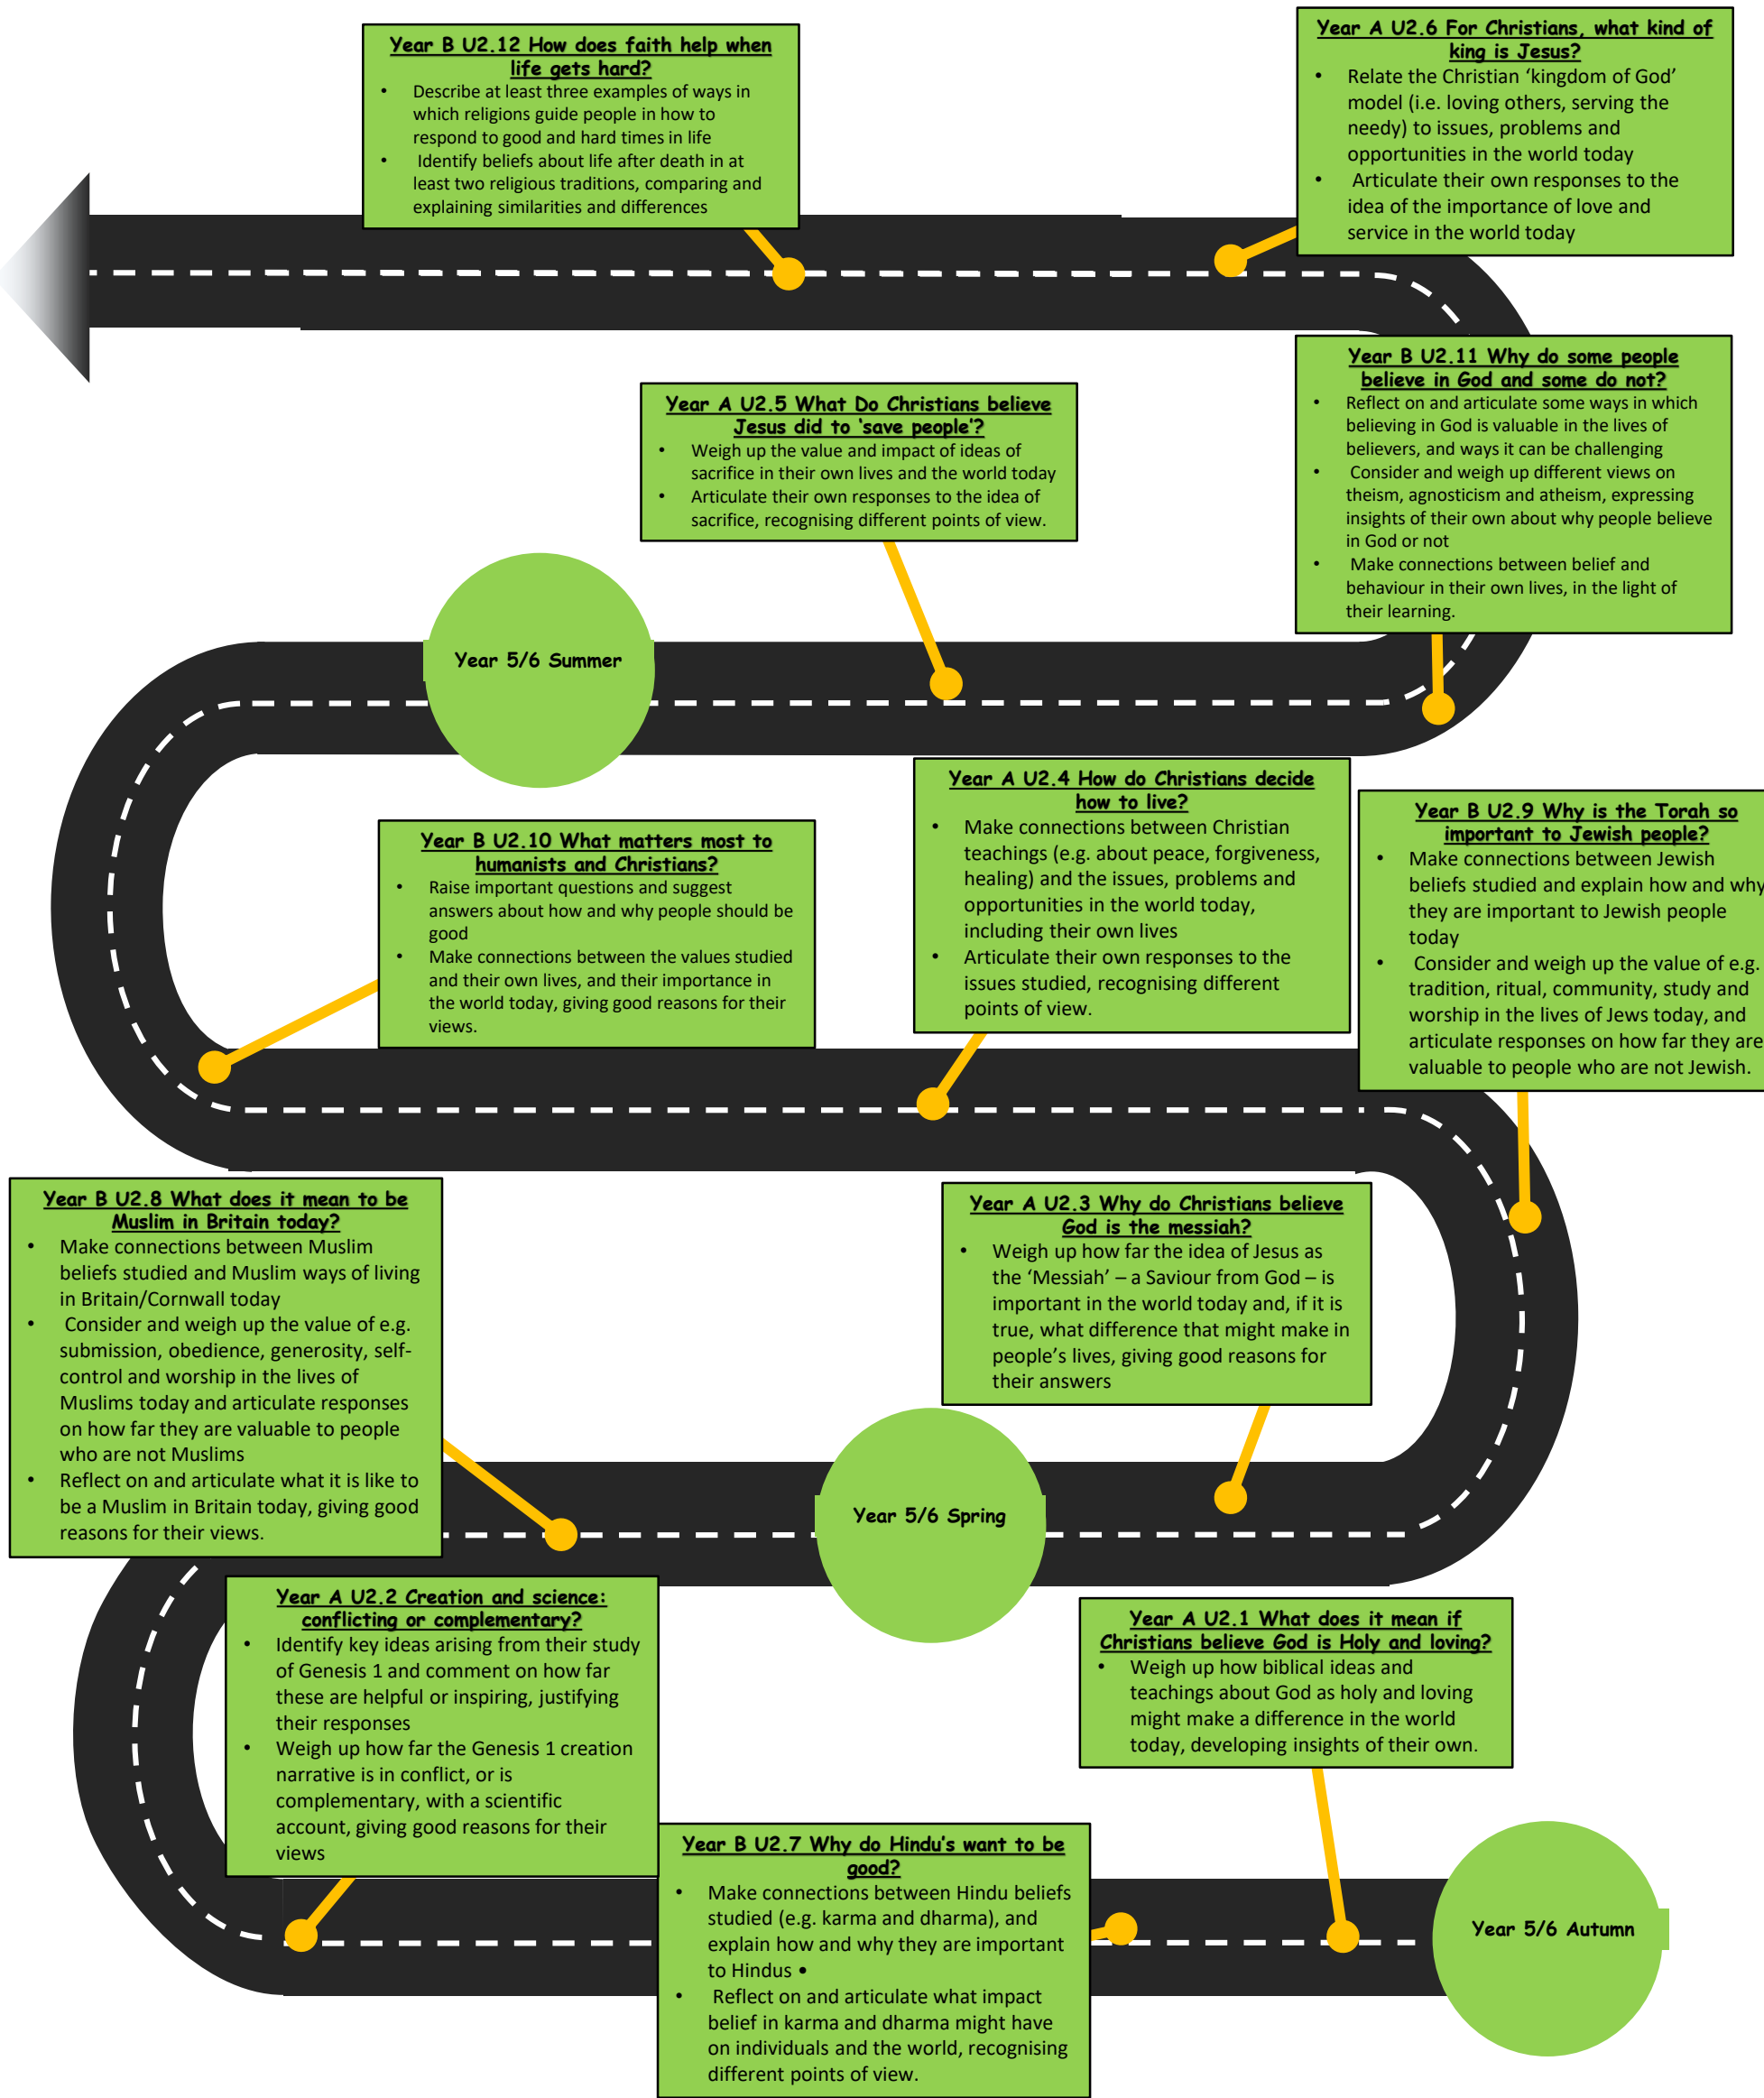 Year B U2.12 How does faith help when
life gets hard?
• Describe at least three examples of ways in
which religions guide people in how to
respond to good and hard times in life
• Identify beliefs about life after death in at
least two religious traditions, comparing and
explaining similarities and differences
Year A U2.6 For Christians, what kind of
king is Jesus?
• Relate the Christian ‘kingdom of God’
model (i.e. loving others, serving the
needy) to issues, problems and
opportunities in the world today
• Articulate their own responses to the
idea of the importance of love and
service in the world today
Year A U2.5 What Do Christians believe
Jesus did to ‘save people’?
• Weigh up the value and impact of ideas of
sacrifice in their own lives and the world today
• Articulate their own responses to the idea of
sacrifice, recognising different points of view.
Year B U2.11 Why do some people
believe in God and some do not?
• Reflect on and articulate some ways in which
believing in God is valuable in the lives of
believers, and ways it can be challenging
• Consider and weigh up different views on
theism, agnosticism and atheism, expressing
insights of their own about why people believe
in God or not
• Make connections between belief and
behaviour in their own lives, in the light of
their learning.
Year 5/6 Summer
Year B U2.10 What matters most to
humanists and Christians?
• Raise important questions and suggest
answers about how and why people should be
good
• Make connections between the values studied
and their own lives, and their importance in
the world today, giving good reasons for their
views.
Year A U2.4 How do Christians decide
how to live?
• Make connections between Christian
teachings (e.g. about peace, forgiveness,
healing) and the issues, problems and
opportunities in the world today,
including their own lives
• Articulate their own responses to the
issues studied, recognising different
points of view.
Year B U2.9 Why is the Torah so
important to Jewish people?
• Make connections between Jewish
beliefs studied and explain how and why
they are important to Jewish people
today
• Consider and weigh up the value of e.g.
tradition, ritual, community, study and
worship in the lives of Jews today, and
articulate responses on how far they are
valuable to people who are not Jewish.
Year B U2.8 What does it mean to be
Muslim in Britain today?
• Make connections between Muslim
beliefs studied and Muslim ways of living
in Britain/Cornwall today
• Consider and weigh up the value of e.g.
submission, obedience, generosity, self-
control and worship in the lives of
Muslims today and articulate responses
on how far they are valuable to people
who are not Muslims
• Reflect on and articulate what it is like to
be a Muslim in Britain today, giving good
reasons for their views.
Year A U2.3 Why do Christians believe
God is the messiah?
• Weigh up how far the idea of Jesus as
the ‘Messiah’ – a Saviour from God – is
important in the world today and, if it is
true, what difference that might make in
people’s lives, giving good reasons for
their answers
Year 5/6 Spring
Year A U2.2 Creation and science:
conflicting or complementary?
• Identify key ideas arising from their study
of Genesis 1 and comment on how far
these are helpful or inspiring, justifying
their responses
• Weigh up how far the Genesis 1 creation
narrative is in conflict, or is
complementary, with a scientific
account, giving good reasons for their
views
Year A U2.1 What does it mean if
Christians believe God is Holy and loving?
• Weigh up how biblical ideas and
teachings about God as holy and loving
might make a difference in the world
today, developing insights of their own.
Year B U2.7 Why do Hindu’s want to be
good?
• Make connections between Hindu beliefs
studied (e.g. karma and dharma), and
explain how and why they are important
to Hindus •
• Reflect on and articulate what impact
belief in karma and dharma might have
on individuals and the world, recognising
different points of view.
Year 5/6 Autumn